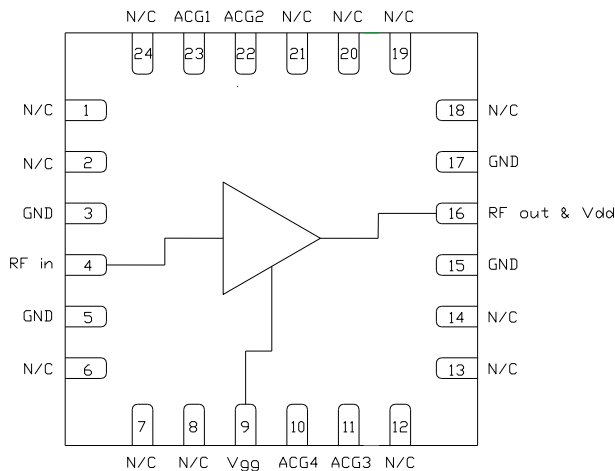 N/C ACG1 ACG2 N/C N/C N/C
24 23 22 21 20 19
N/C 1 18 N/C
N/C 2 17 GND
GND 3 16 RF out & Vdd
RF in 4 15 GND
GND 5 14 N/C
N/C 6 13 N/C
7 8 9 10 11 12
N/C N/C Vgg ACG4 ACG3 N/C